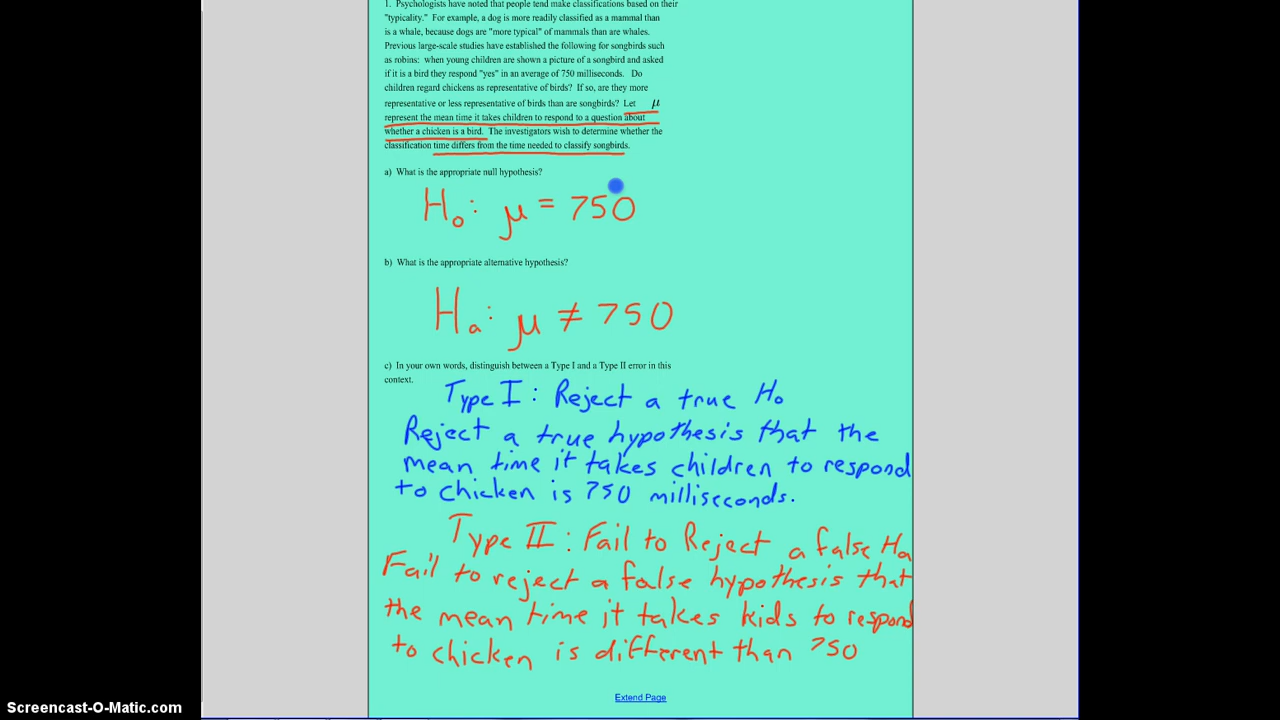 1. Psychologists have noted that people tend make classifications based on their
"typicality." For example, a dog is more readily classified as a mammal than
is a whale, because dogs are "more typical" of mammals than are whales.
Previous large-scale studies have established the following for songbirds such
as robins: when young children are shown a picture of a songbird and asked
if it is a bird they respond "yes" in an average of 750 milliseconds. Do
children regard chickens as representative of birds? If so, are they more
representative or less representative of birds than are songbirds? Let μ
represent the mean time it takes children to respond to a question about
whether a chicken is a bird. The investigators wish to determine whether the
classification time differs from the time needed to classify songbirds.
a) What is the appropriate null hypothesis?
H₀: μ = 750
b) What is the appropriate alternative hypothesis?
Hₐ: μ ≠ 750
c) In your own words, distinguish between a Type I and a Type II error in this
context.
Type I: Reject a true H₀
Reject a true hypothesis that the
mean time it takes children to respond
to chicken is 750 milliseconds.
Type II: Fail to Reject a false Hₐ
Fail to reject a false hypothesis that
the mean time it takes kids to respond
to chicken is different than 750
Extend Page
Screencast-O-Matic.com